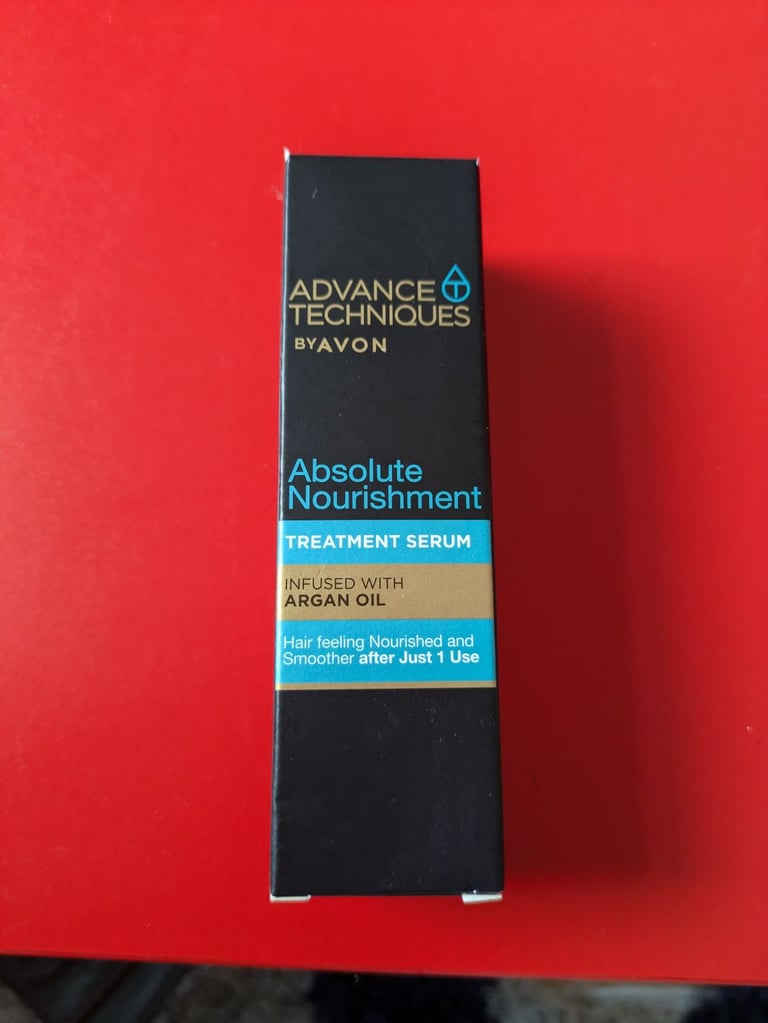 ADVANCE
TECHNIQUES
BY AVON
Absolute
Nourishment
TREATMENT SERUM
INFUSED WITH
ARGAN OIL
Hair feeling Nourished and
Smoother after Just 1 Use